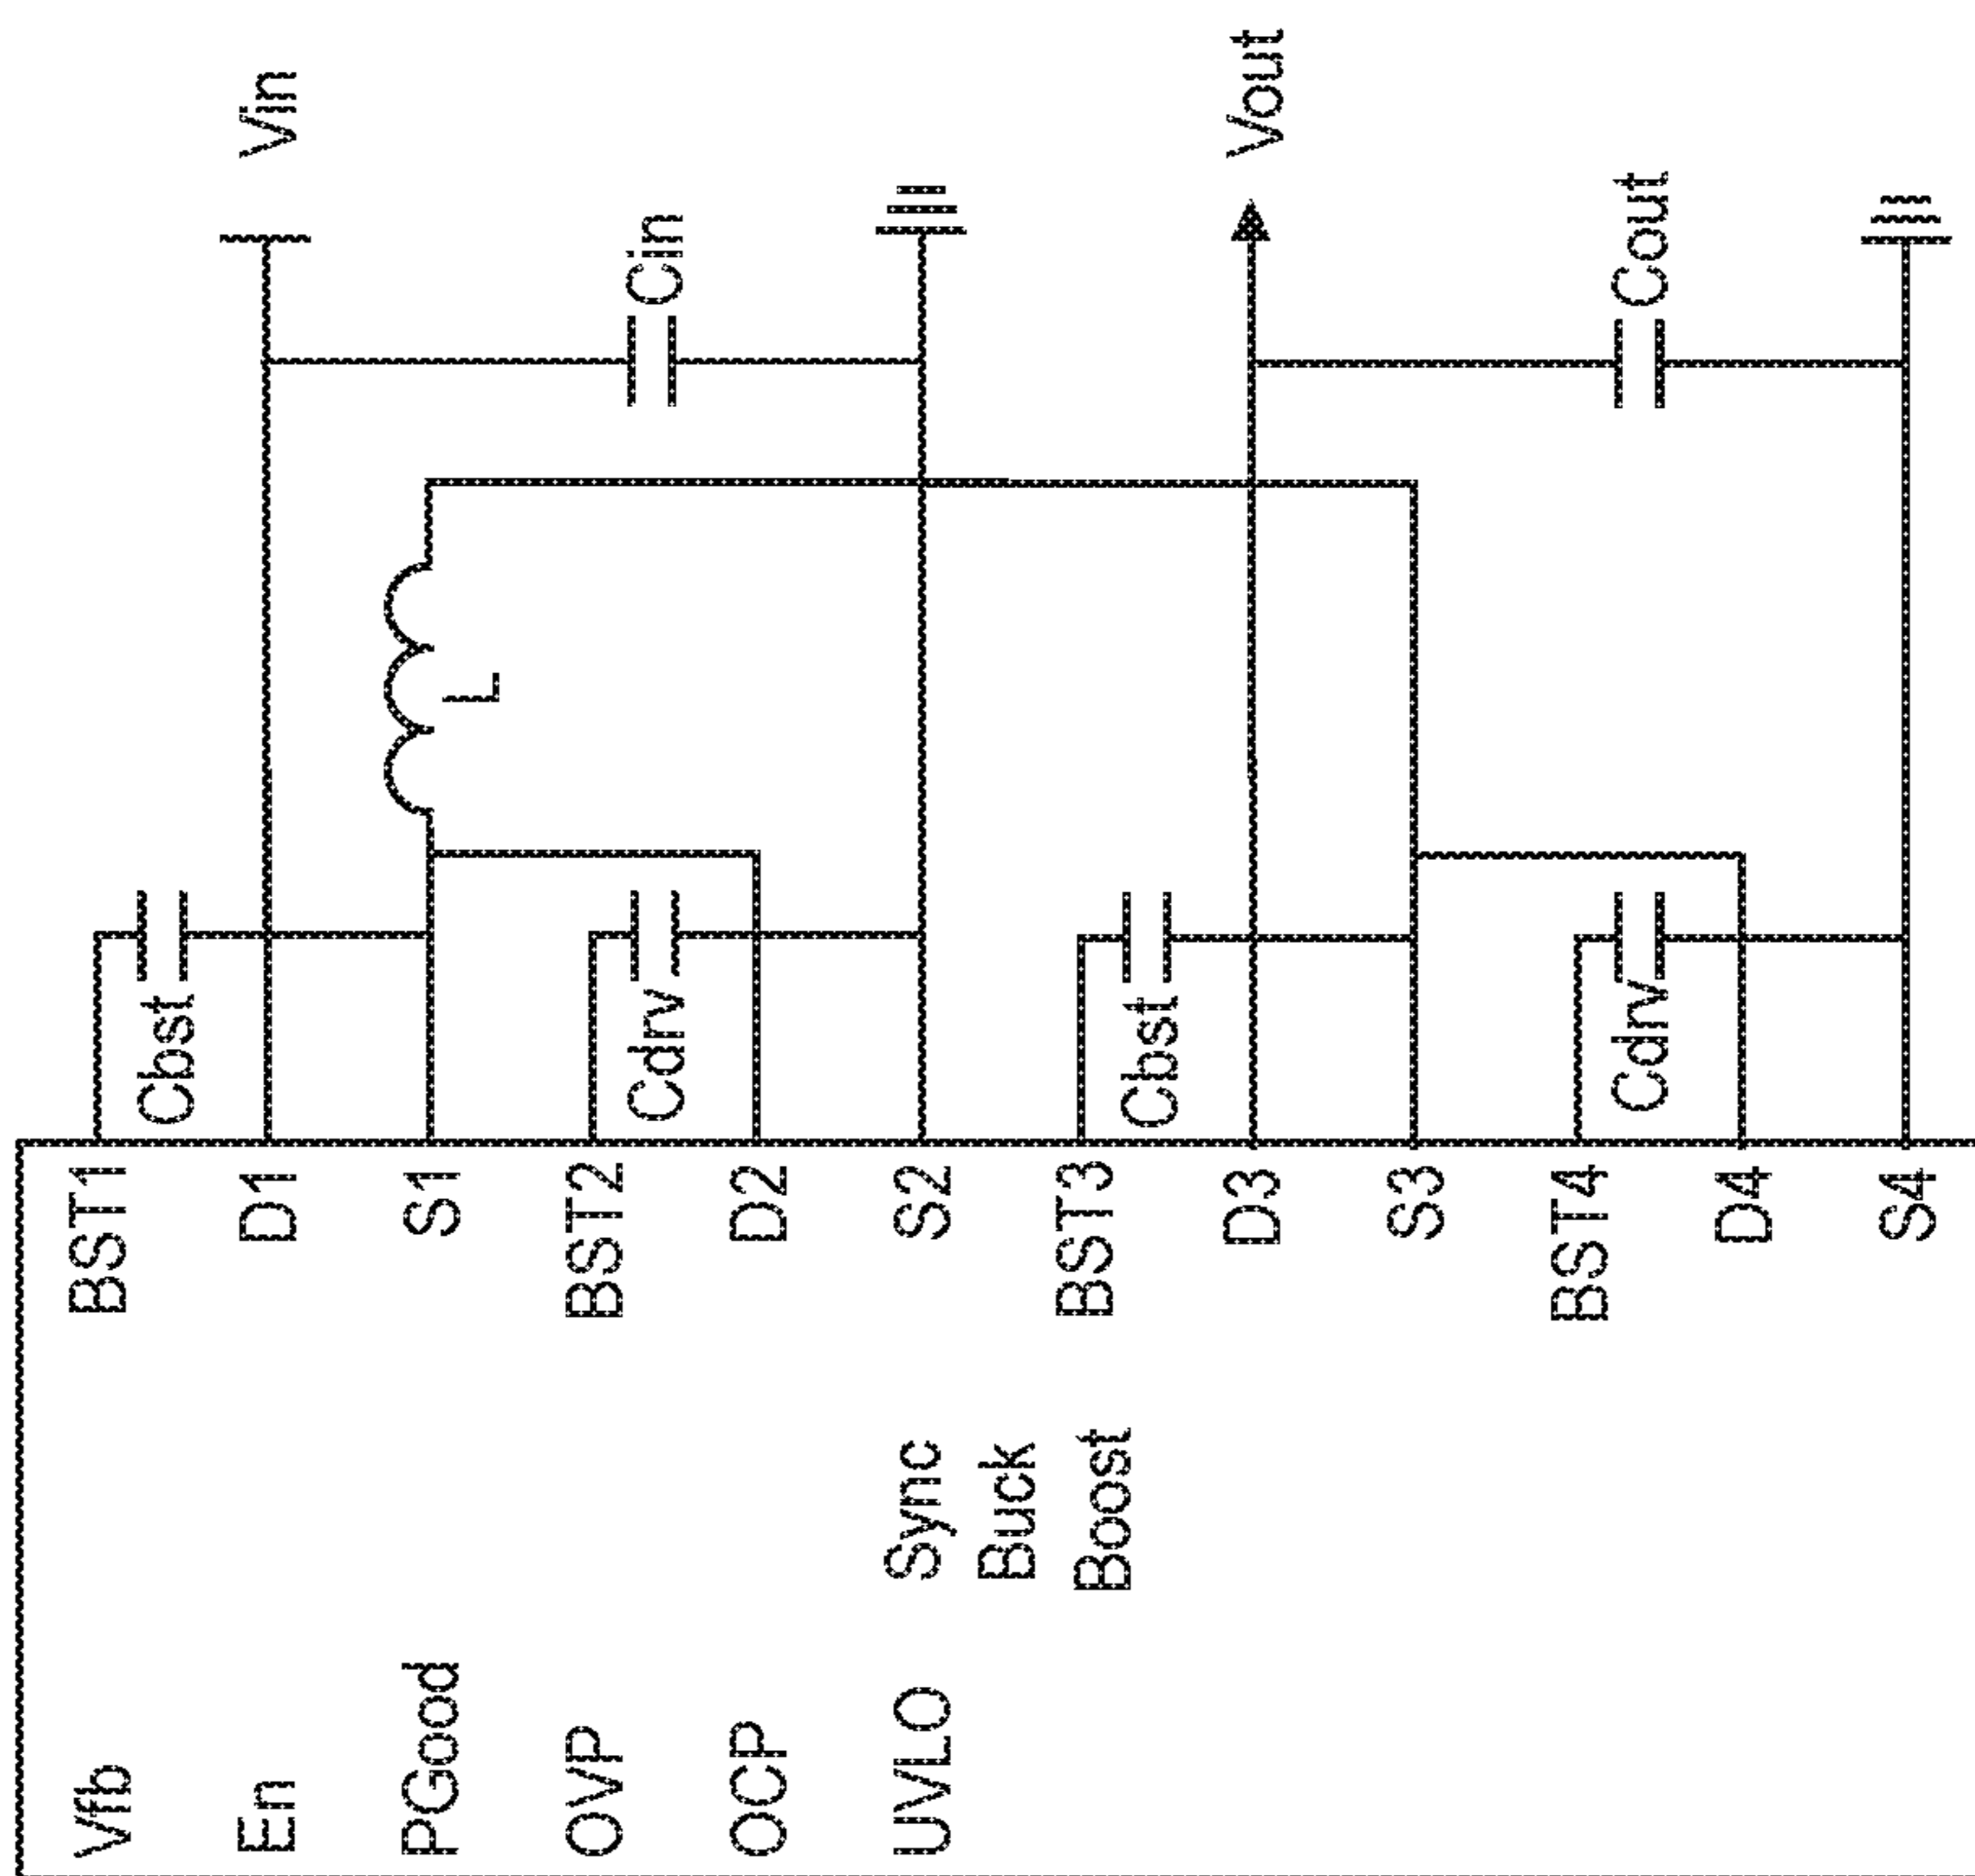 Vfb
En
PGood
OVP
OCP
UVLO
Sync
Buck
Boost
BST1
D1
S1
BST2
D2
S2
BST3
D3
S3
BST4
D4
S4
Cbst
Cdrv
Cbst
Cdrv
L
Cin
Cout
Vin
Vout